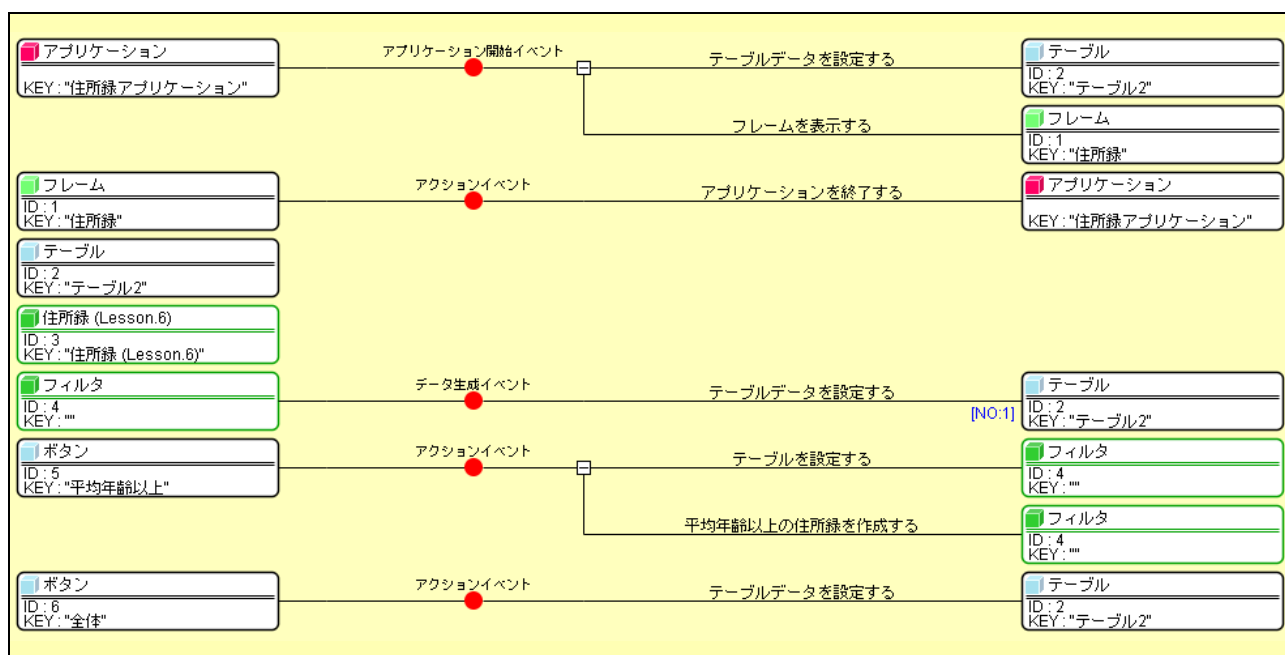 アプリケーション
KEY : "住所録アプリケーション"
アプリケーション開始イベント
テーブルデータを設定する
テーブル
ID : 2
KEY : "テーブル2"
フレームを表示する
フレーム
ID : 1
KEY : "住所録"
フレーム
ID : 1
KEY : "住所録"
アクションイベント
アプリケーションを終了する
アプリケーション
KEY : "住所録アプリケーション"
テーブル
ID : 2
KEY : "テーブル2"
住所録 (Lesson.6)
ID : 3
KEY : "住所録 (Lesson.6)"
フィルタ
ID : 4
KEY : ""
データ生成イベント
テーブルデータを設定する
[NO:1]
テーブル
ID : 2
KEY : "テーブル2"
ボタン
ID : 5
KEY : "平均年齢以上"
アクションイベント
テーブルを設定する
フィルタ
ID : 4
KEY : ""
平均年齢以上の住所録を作成する
フィルタ
ID : 4
KEY : ""
ボタン
ID : 6
KEY : "全体"
アクションイベント
テーブルデータを設定する
テーブル
ID : 2
KEY : "テーブル2"